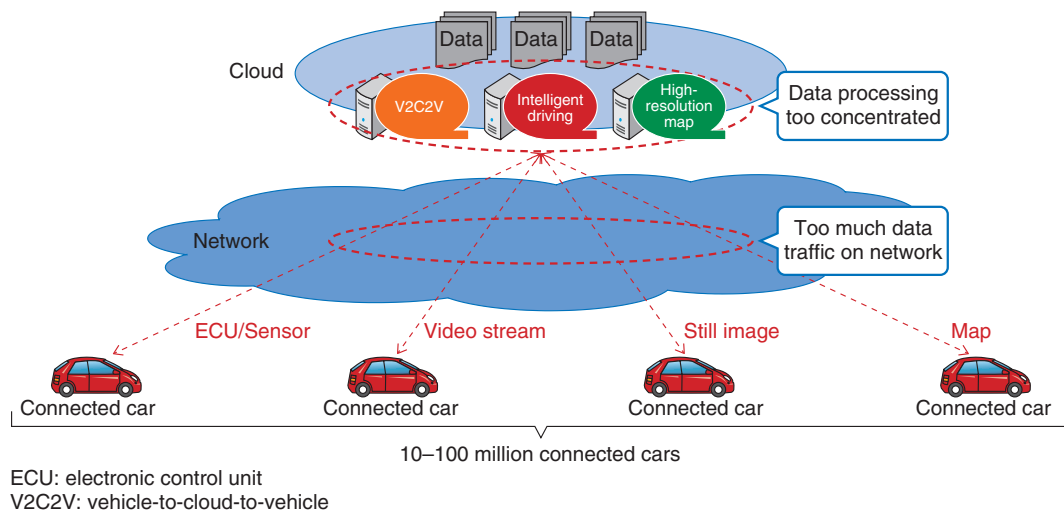 Data
Data
Data
Cloud
V2C2V
Intelligent
driving
High-
resolution
map
Data processing
too concentrated
Network
Too much data
traffic on network
ECU/Sensor
Video stream
Still image
Map
Connected car
Connected car
Connected car
Connected car
10–100 million connected cars
ECU: electronic control unit
V2C2V: vehicle-to-cloud-to-vehicle